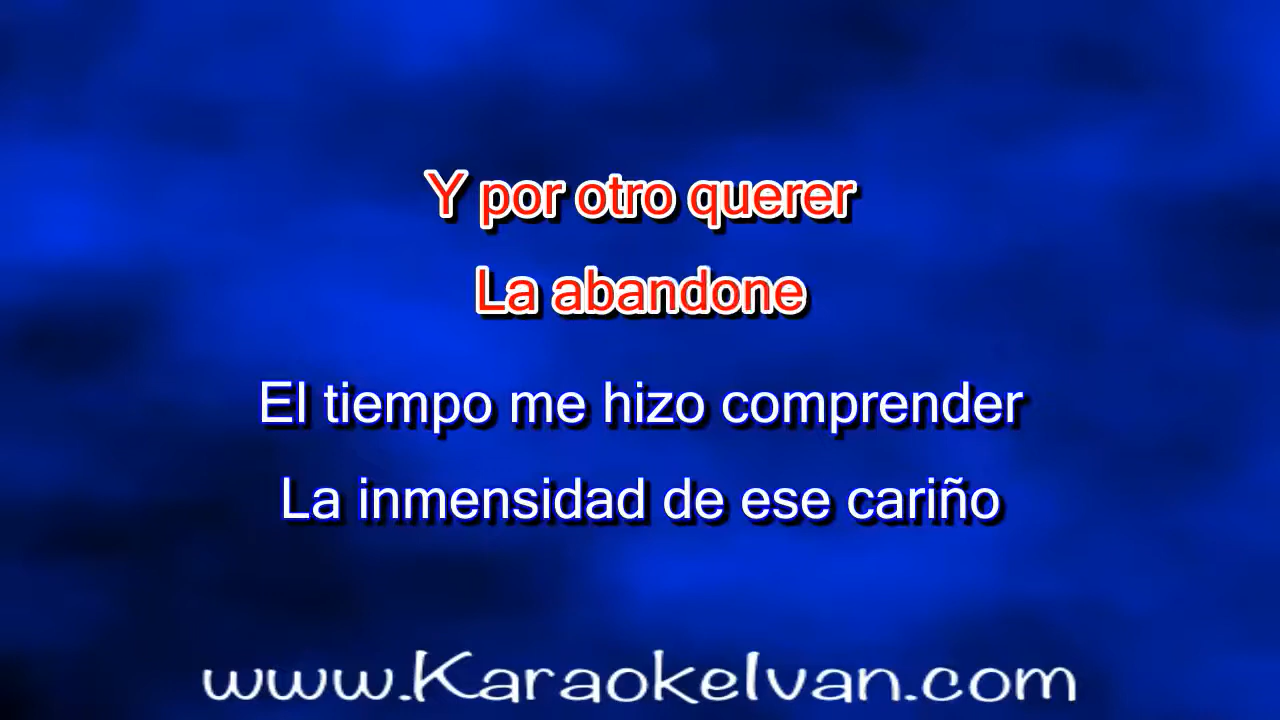 Y por otro querer
La abandone
El tiempo me hizo comprender
La inmensidad de ese cariño
www.KaraokeIvan.com